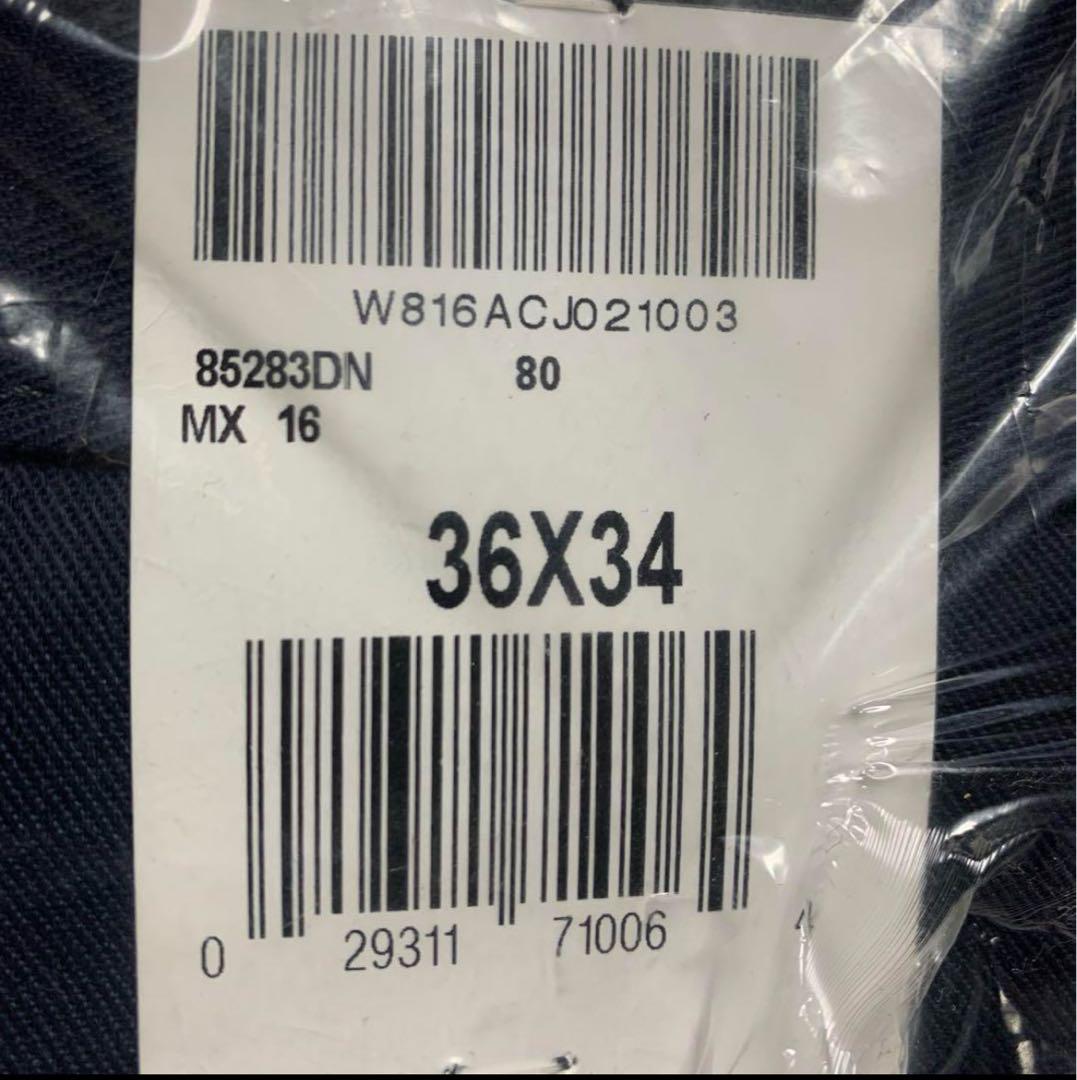 W816ACJ021003
85283DN 80
MX 16
36X34
0 29311 71006 4